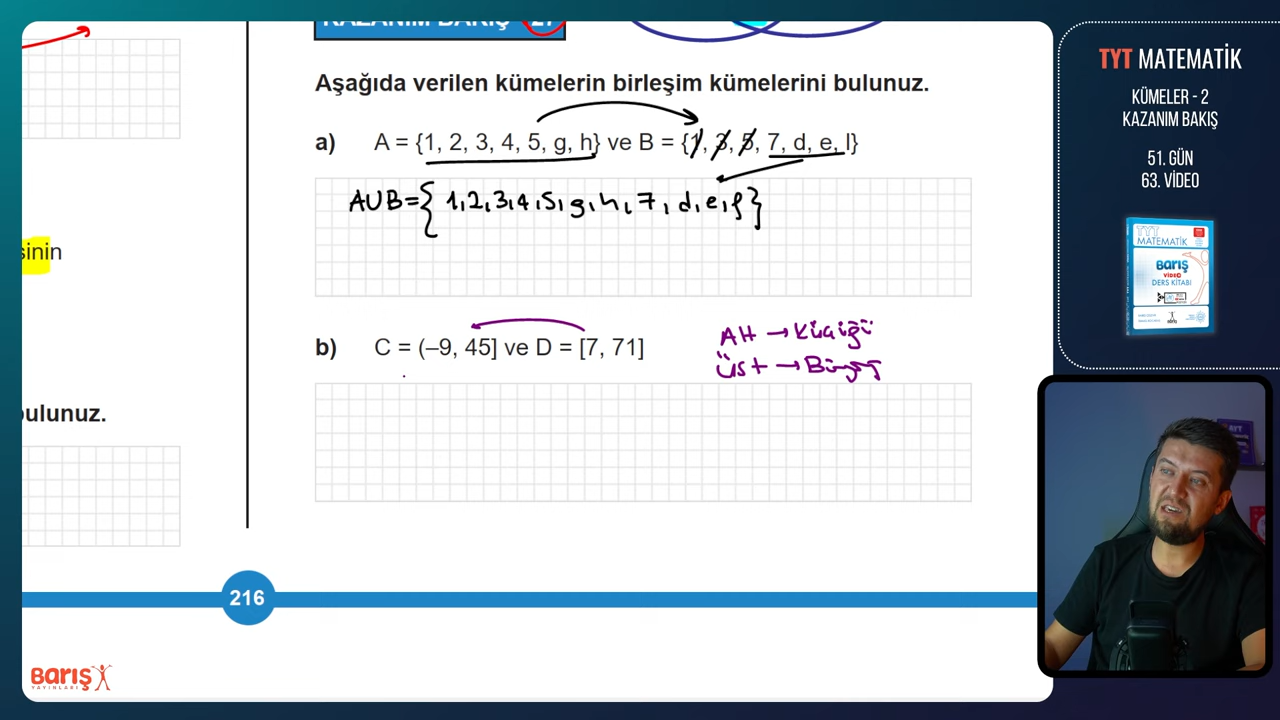 KAZANIM BAKIŞ 21
Aşağıda verilen kümelerin birleşim kümelerini bulunuz.
a) A = {1, 2, 3, 4, 5, g, h} ve B = {1, 3, 5, 7, d, e, l}
AUB={ 1,2,3,4,5,g,h,7,d,e,f }
b) C = (–9, 45] ve D = [7, 71]
Alt → Küçüğü
Üst → Büyüğü
sinin
bulunuz.
216
BARIŞ
YAYINLARI
TYT MATEMATİK
KÜMELER - 2
KAZANIM BAKIŞ
51. GÜN
63. VİDEO
TYT
MATEMATİK
BARIŞ
VİDEO
DERS KİTABI